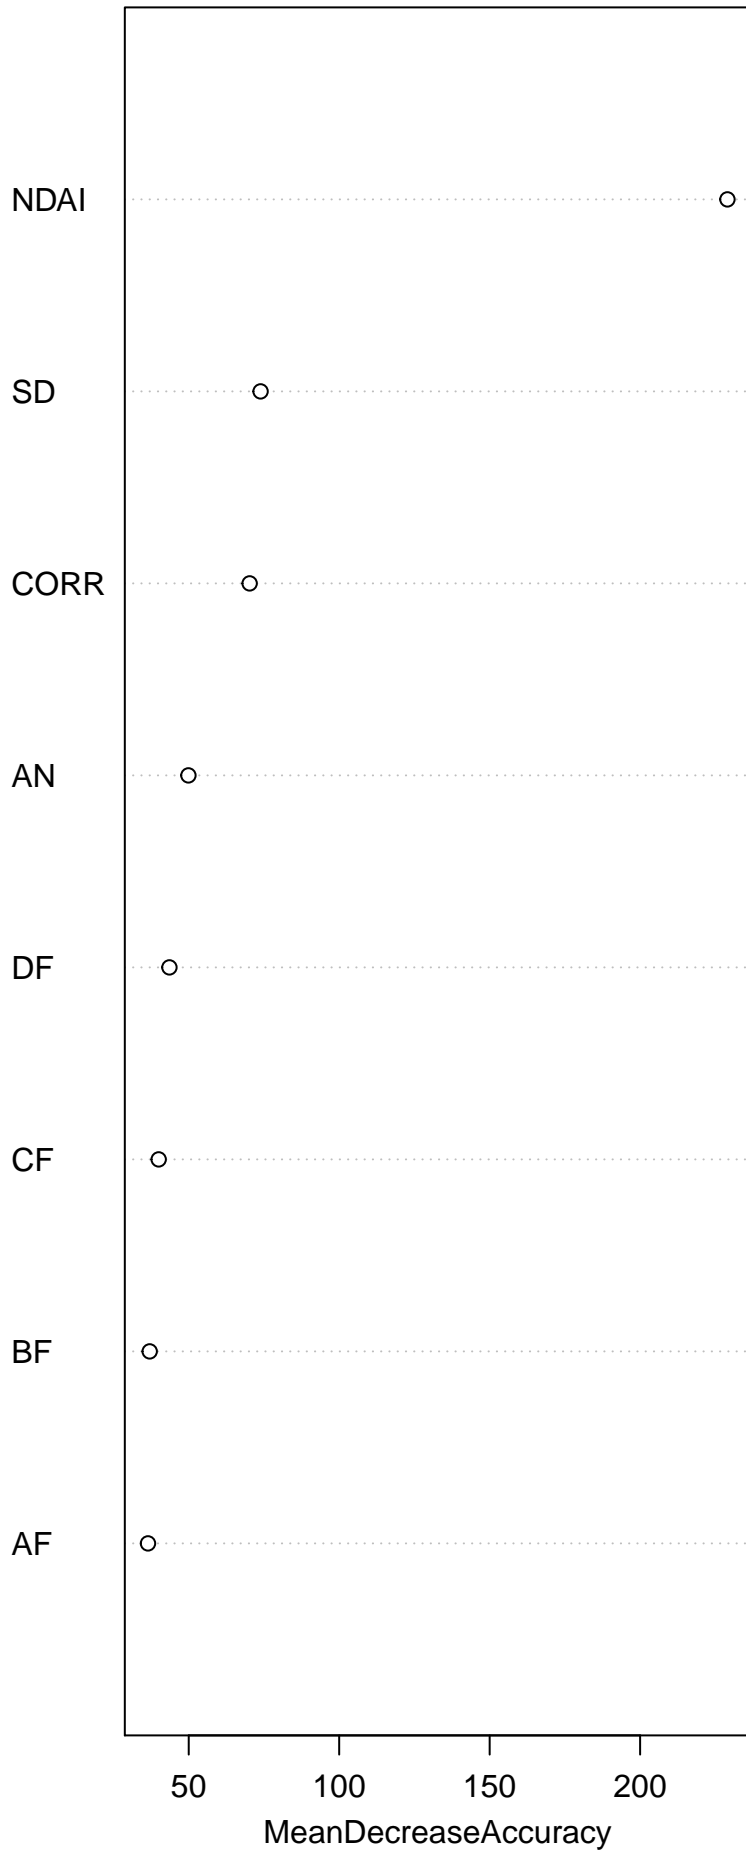 NDAI
SD
CORR
AN
DF
CF
BF
AF
50 100 150 200
MeanDecreaseAccuracy